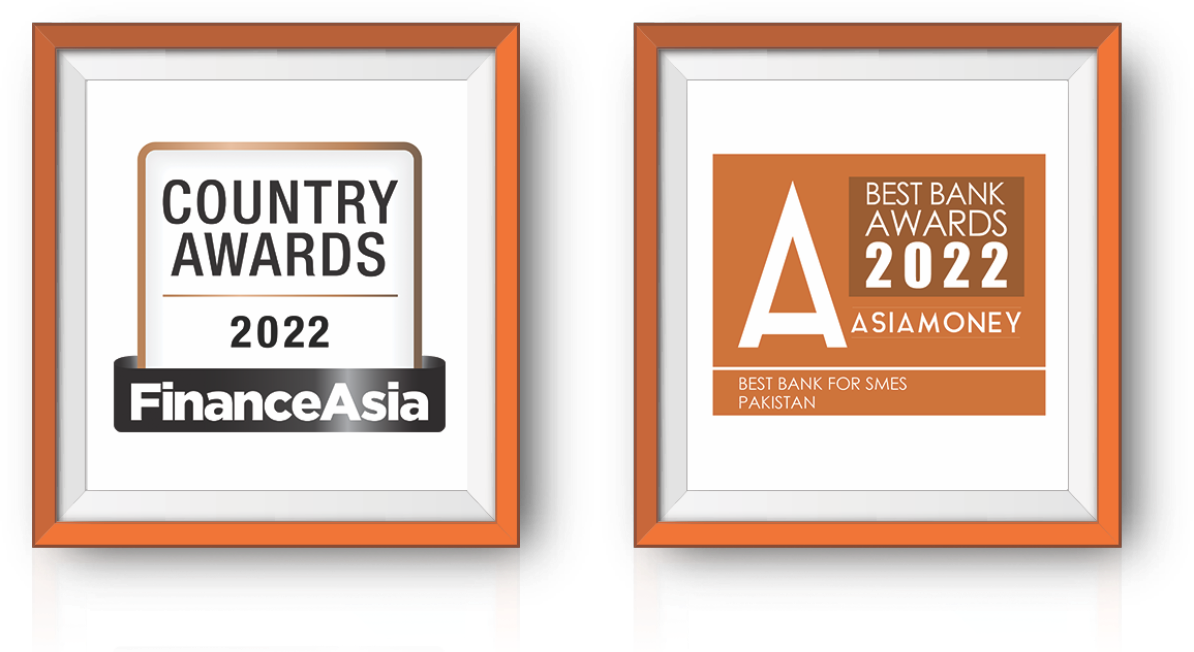 COUNTRY
AWARDS
2022
FinanceAsia
BEST BANK
AWARDS
2022
ASIAMONEY
BEST BANK FOR SMES
PAKISTAN